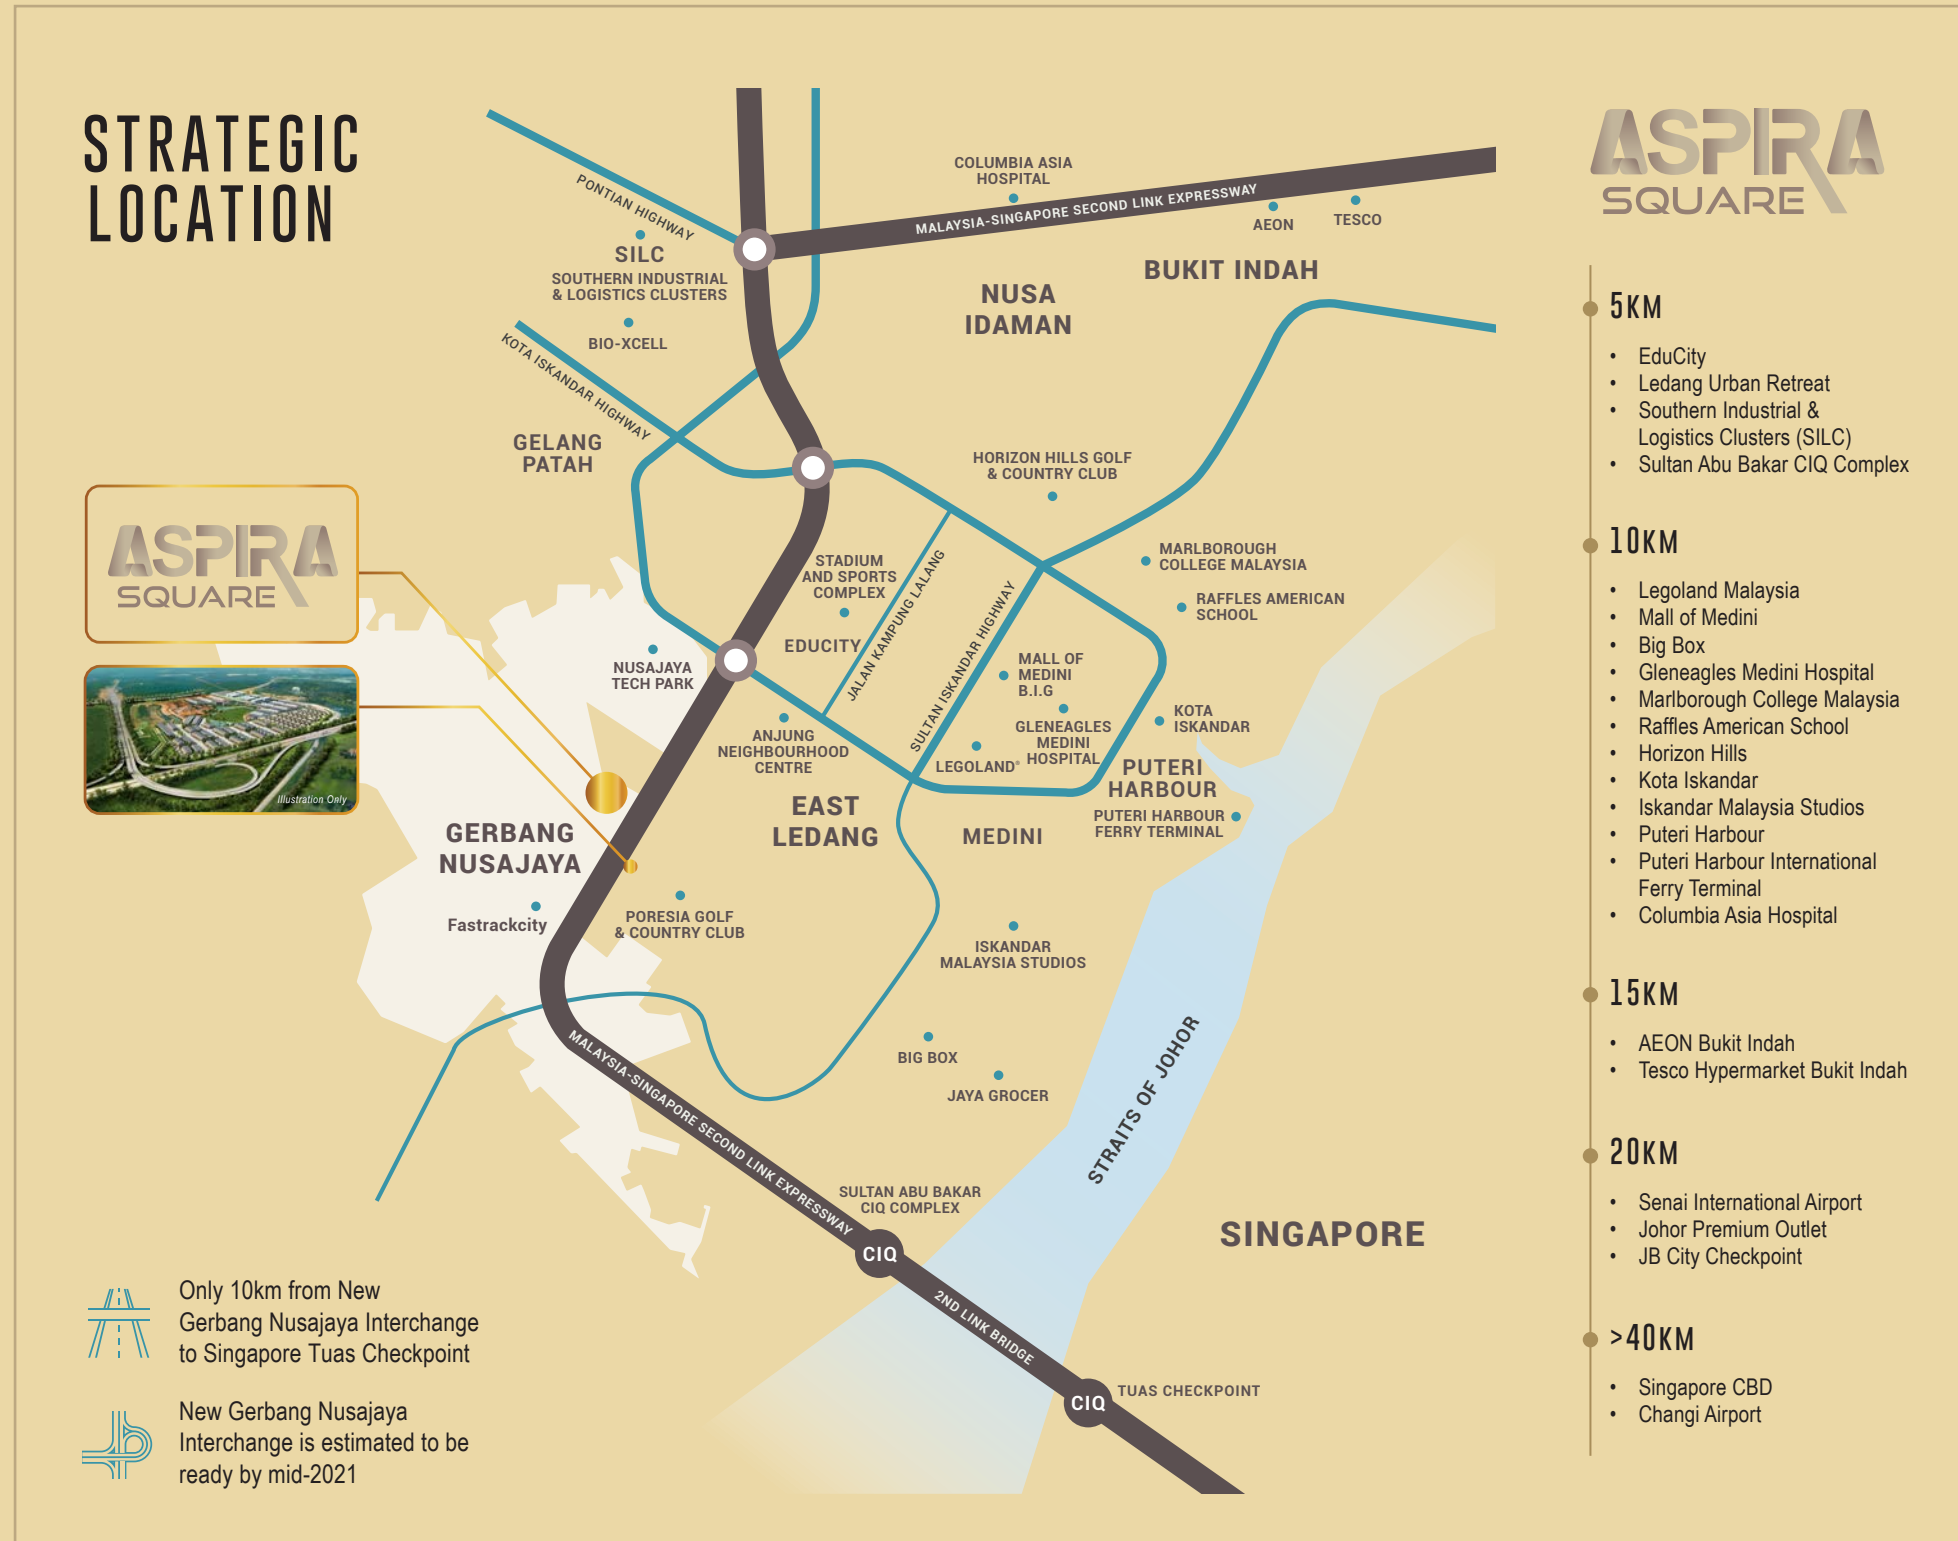 STRATEGIC
LOCATION
PONTIAN HIGHWAY
SILC
SOUTHERN INDUSTRIAL
& LOGISTICS CLUSTERS
BIO-XCELL
KOTA ISKANDAR HIGHWAY
GELANG
PATAH
COLUMBIA ASIA
HOSPITAL
MALAYSIA-SINGAPORE SECOND LINK EXPRESSWAY
AEON
TESCO
BUKIT INDAH
NUSA
IDAMAN
HORIZON HILLS GOLF
& COUNTRY CLUB
MARLBOROUGH
COLLEGE MALAYSIA
RAFFLES AMERICAN
SCHOOL
STADIUM
AND SPORTS
COMPLEX
EDUCITY
JALAN KAMPUNG LALANG
SULTAN ISKANDAR HIGHWAY
MALL OF
MEDINI
B.I.G
GLENEAGLES
MEDINI
HOSPITAL
LEGOLAND®
KOTA
ISKANDAR
PUTERI
HARBOUR
PUTERI HARBOUR
FERRY TERMINAL
NUSAJAYA
TECH PARK
ANJUNG
NEIGHBOURHOOD
CENTRE
EAST
LEDANG
MEDINI
ASPIRA
SQUARE
Illustration Only
GERBANG
NUSAJAYA
Fastrackcity
PORESIA GOLF
& COUNTRY CLUB
ISKANDAR
MALAYSIA STUDIOS
BIG BOX
JAYA GROCER
STRAITS OF JOHOR
MALAYSIA-SINGAPORE SECOND LINK EXPRESSWAY
SULTAN ABU BAKAR
CIQ COMPLEX
CIQ
2ND LINK BRIDGE
SINGAPORE
CIQ
TUAS CHECKPOINT
Only 10km from New
Gerbang Nusajaya Interchange
to Singapore Tuas Checkpoint
New Gerbang Nusajaya
Interchange is estimated to be
ready by mid-2021
ASPIRA
SQUARE
5KM
• EduCity
• Ledang Urban Retreat
• Southern Industrial &
Logistics Clusters (SILC)
• Sultan Abu Bakar CIQ Complex
10KM
• Legoland Malaysia
• Mall of Medini
• Big Box
• Gleneagles Medini Hospital
• Marlborough College Malaysia
• Raffles American School
• Horizon Hills
• Kota Iskandar
• Iskandar Malaysia Studios
• Puteri Harbour
• Puteri Harbour International
Ferry Terminal
• Columbia Asia Hospital
15KM
• AEON Bukit Indah
• Tesco Hypermarket Bukit Indah
20KM
• Senai International Airport
• Johor Premium Outlet
• JB City Checkpoint
>40KM
• Singapore CBD
• Changi Airport